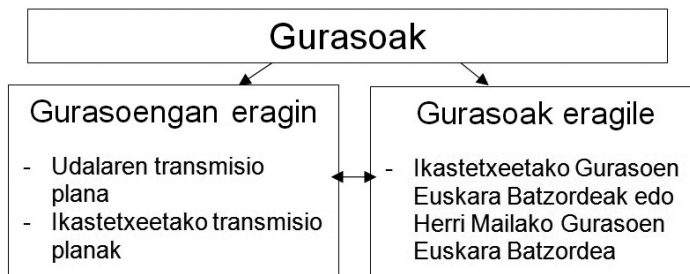 Gurasoak
Gurasoengan eragin
- Udalaren transmisio
plana
- Ikastetxeetako transmisio
planak
Gurasoak eragile
- Ikastetxeetako Gurasoen
Euskara Batzordeak edo
Herri Mailako Gurasoen
Euskara Batzordea